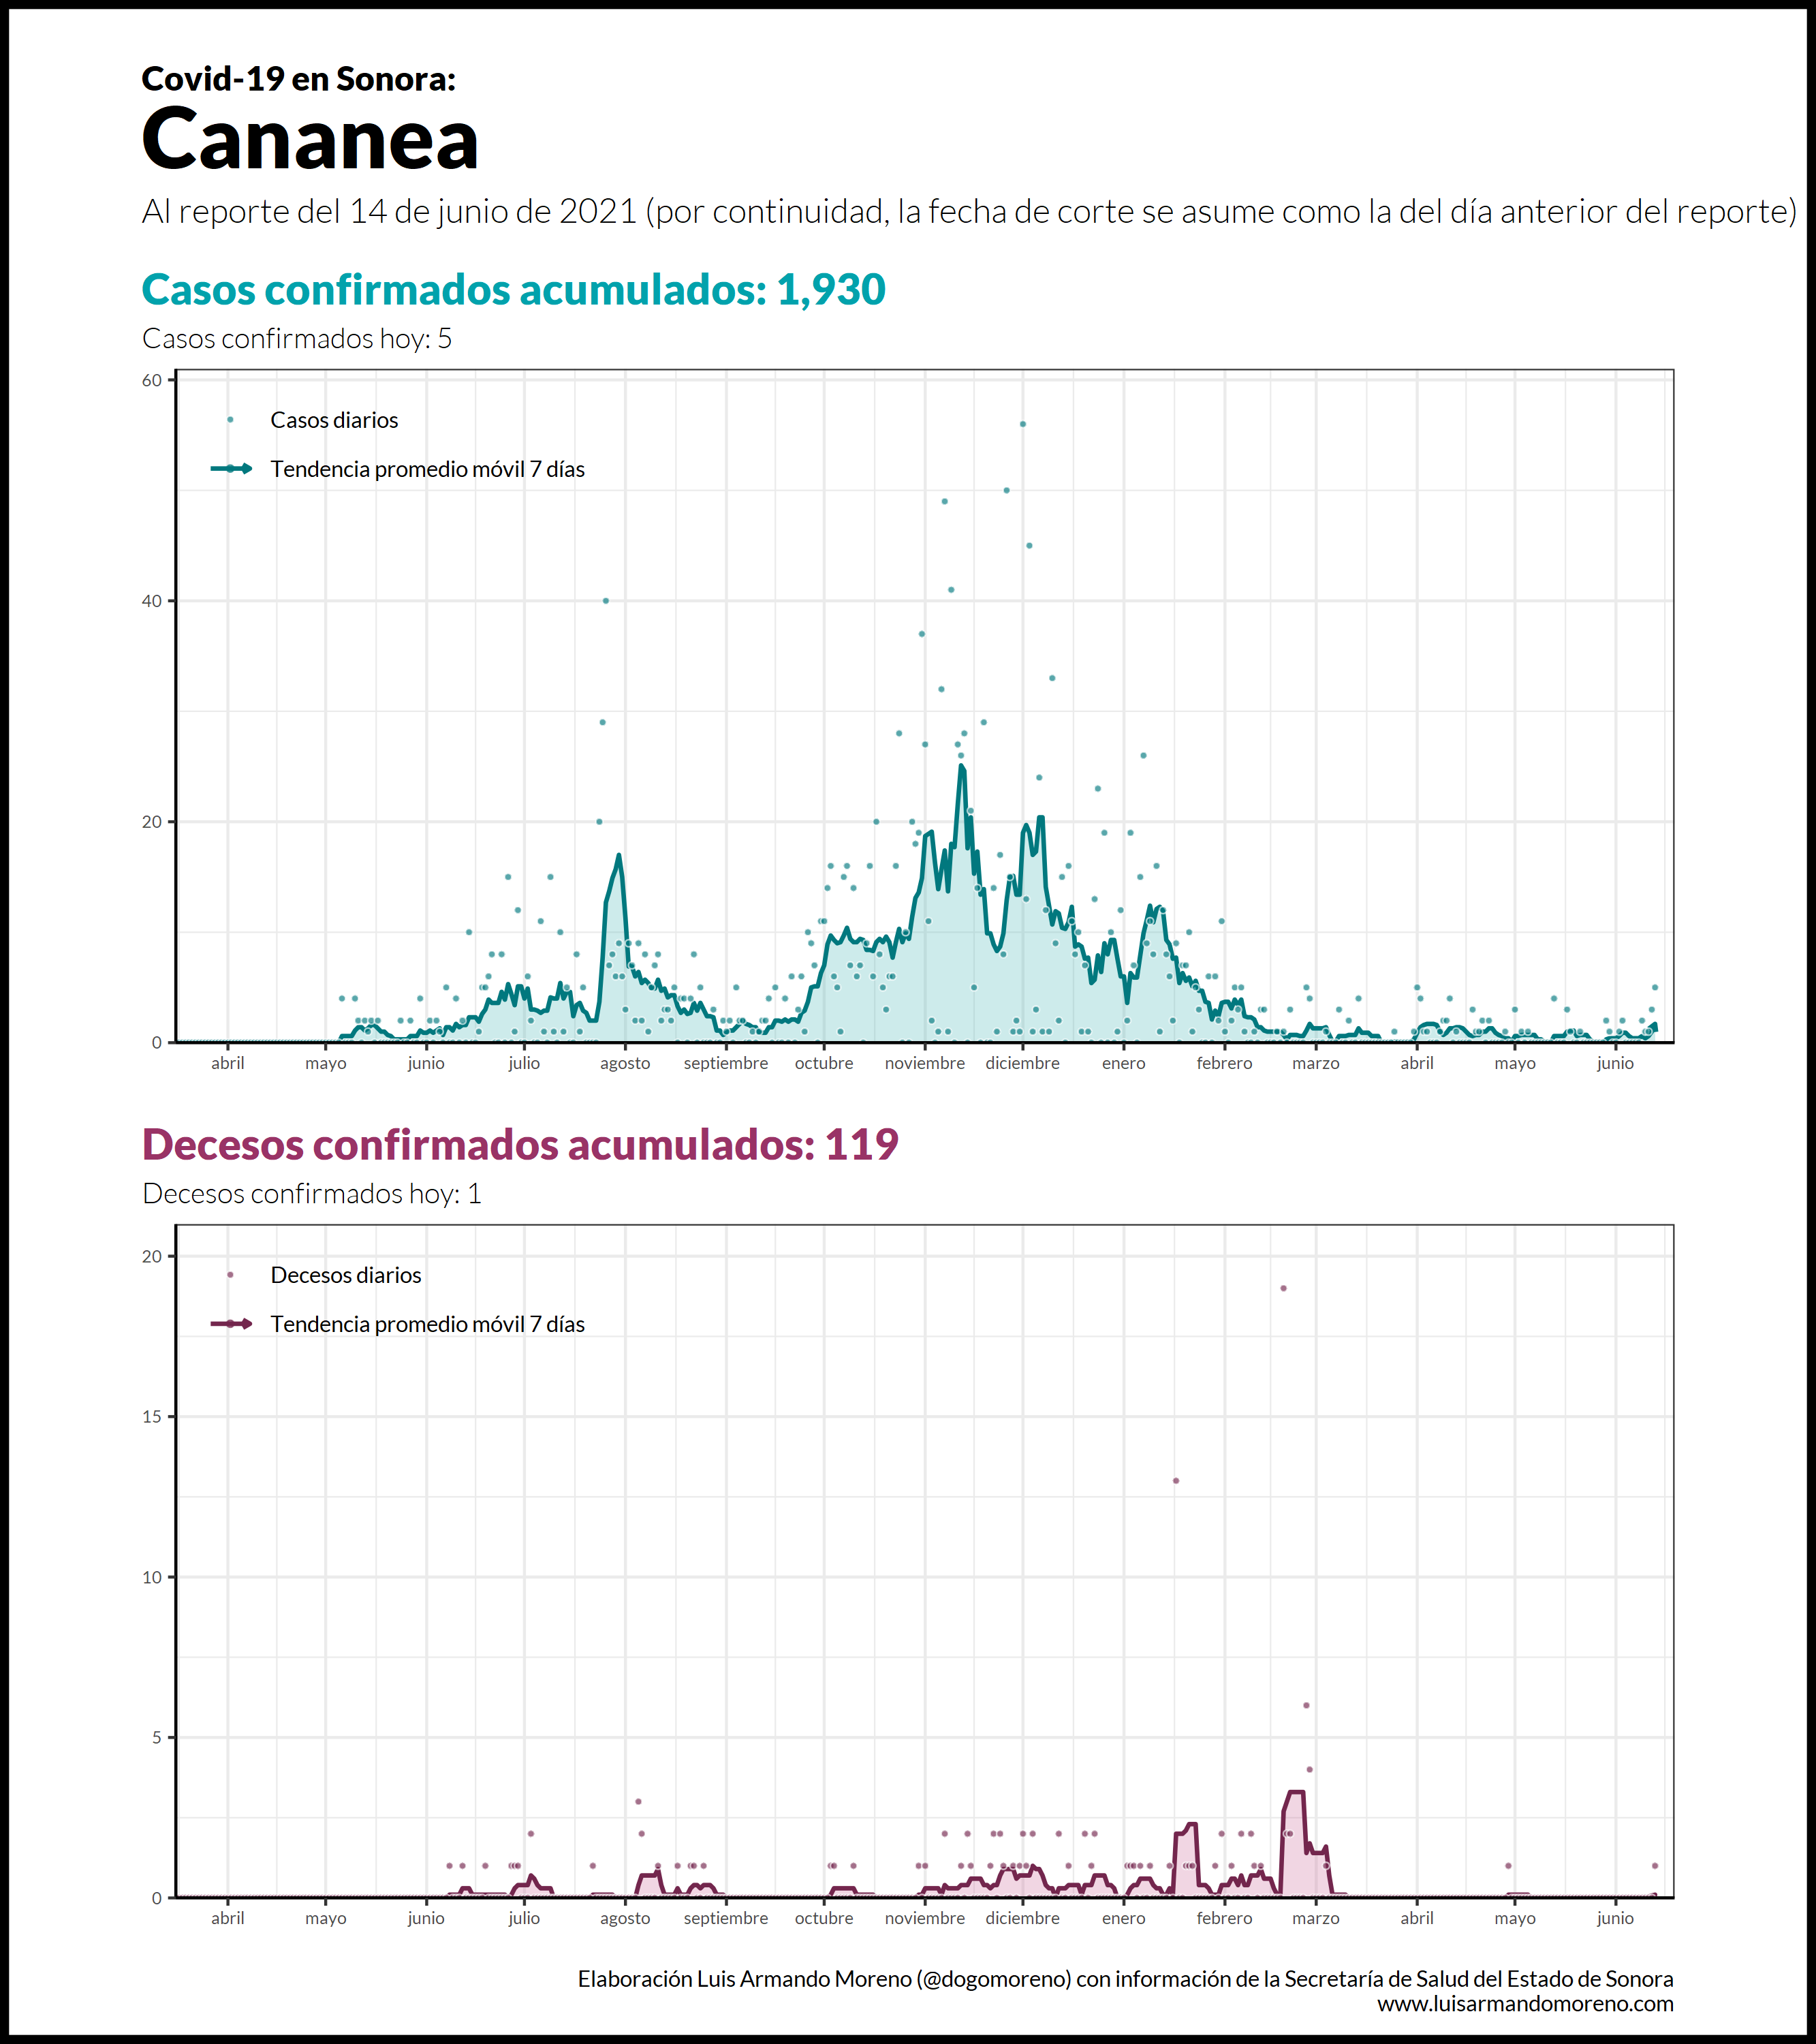 Covid-19 en Sonora:
Cananea
Al reporte del 14 de junio de 2021 (por continuidad, la fecha de corte se asume como la del día anterior del reporte)
Casos confirmados acumulados: 1,930
Casos confirmados hoy: 5
60
40
20
0
Casos diarios
Tendencia promedio móvil 7 días
abril mayo junio julio agosto septiembre octubre noviembre diciembre enero febrero marzo abril mayo junio
Decesos confirmados acumulados: 119
Decesos confirmados hoy: 1
20
15
10
5
0
Decesos diarios
Tendencia promedio móvil 7 días
abril mayo junio julio agosto septiembre octubre noviembre diciembre enero febrero marzo abril mayo junio
Elaboración Luis Armando Moreno (@dogomoreno) con información de la Secretaría de Salud del Estado de Sonora
www.luisarmandomoreno.com